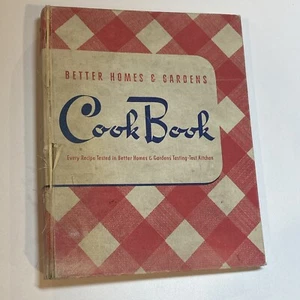 BETTER HOMES & GARDENS
Cook Book
Every Recipe Tested in Better Homes & Gardens Tasting-Test Kitchen